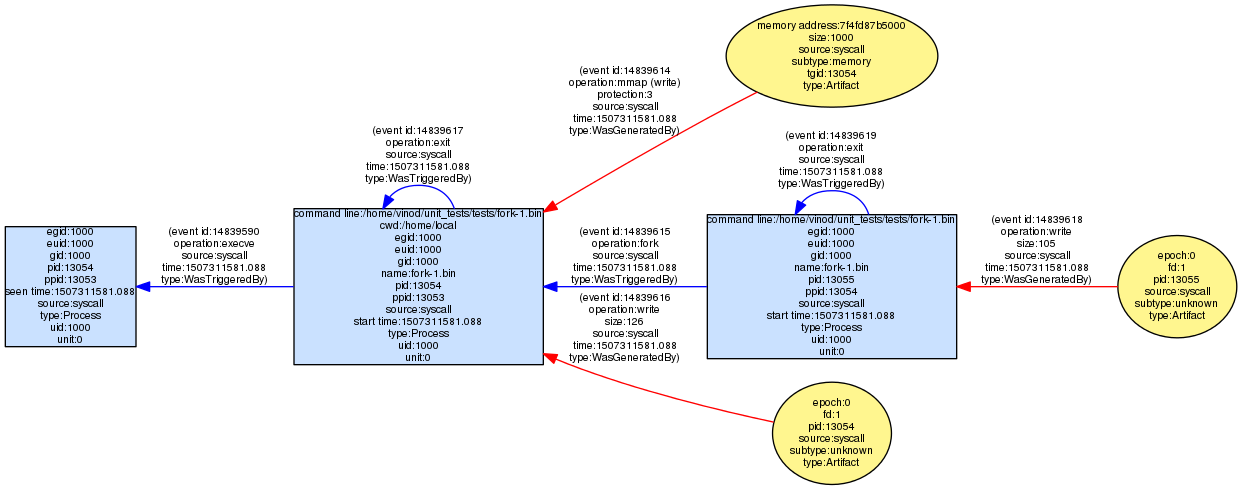 memory address:7f4fd87b5000
size:1000
source:syscall
subtype:memory
tgid:13054
type:Artifact
(event id:14839614
operation:mmap (write)
protection:3
source:syscall
time:1507311581.088
type:WasGeneratedBy)
(event id:14839617
operation:exit
source:syscall
time:1507311581.088
type:WasTriggeredBy)
(event id:14839619
operation:exit
source:syscall
time:1507311581.088
type:WasTriggeredBy)
egid:1000
euid:1000
gid:1000
pid:13054
ppid:13053
seen time:1507311581.088
source:syscall
type:Process
uid:1000
unit:0
(event id:14839590
operation:execve
source:syscall
time:1507311581.088
type:WasTriggeredBy)
command line:/home/vinod/unit_tests/tests/fork-1.bin
cwd:/home/local
egid:1000
euid:1000
gid:1000
name:fork-1.bin
pid:13054
ppid:13053
source:syscall
start time:1507311581.088
type:Process
uid:1000
unit:0
(event id:14839615
operation:fork
source:syscall
time:1507311581.088
type:WasTriggeredBy)
(event id:14839616
operation:write
size:126
source:syscall
time:1507311581.088
type:WasGeneratedBy)
command line:/home/vinod/unit_tests/tests/fork-1.bin
egid:1000
euid:1000
gid:1000
name:fork-1.bin
pid:13055
ppid:13054
source:syscall
start time:1507311581.088
type:Process
uid:1000
unit:0
(event id:14839618
operation:write
size:105
source:syscall
time:1507311581.088
type:WasGeneratedBy)
epoch:0
fd:1
pid:13055
source:syscall
subtype:unknown
type:Artifact
epoch:0
fd:1
pid:13054
source:syscall
subtype:unknown
type:Artifact